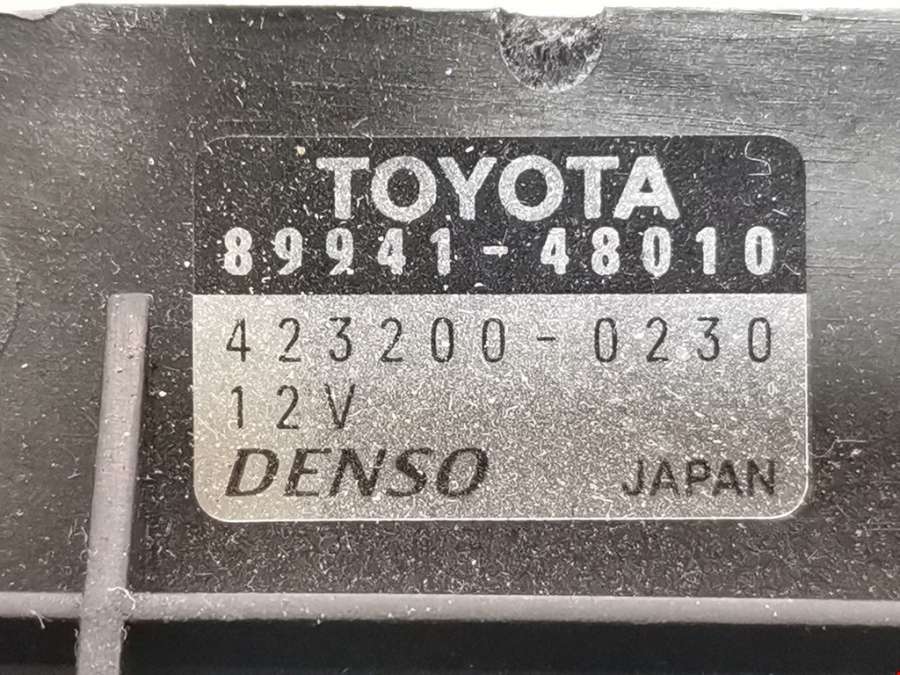 TOYOTA
89941-48010
423200-0230
12V
DENSO JAPAN